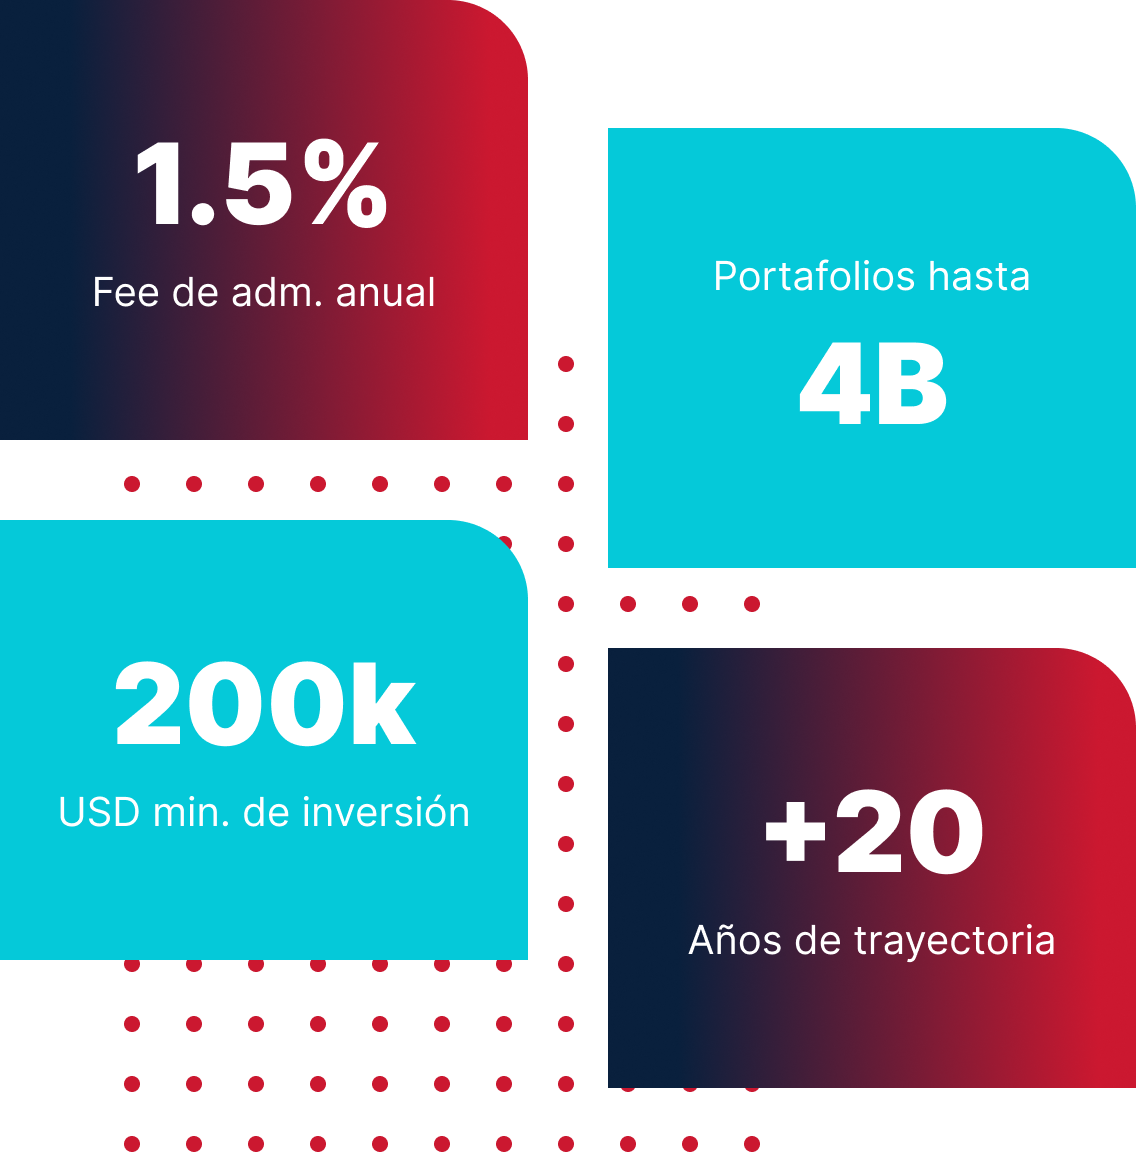 1.5%
Fee de adm. anual
Portafolios hasta
4B
200k
USD min. de inversión
+20
Años de trayectoria